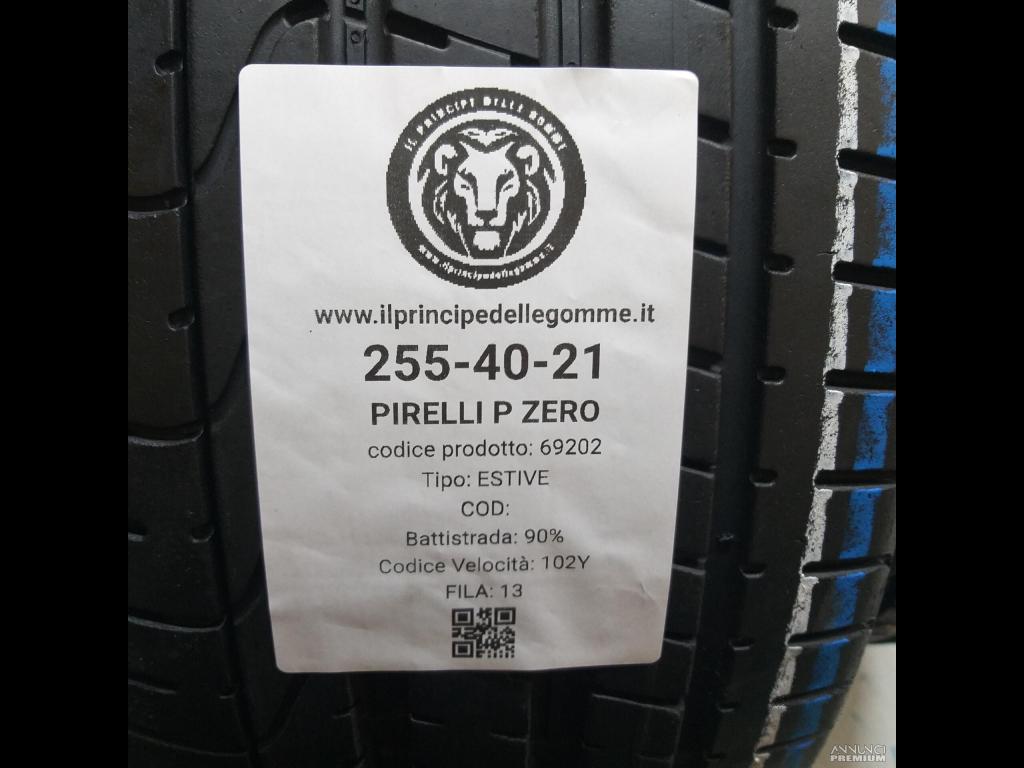 IL PRINCIPE DELLE GOMME
www.ilprincipedellegomme.it
www.ilprincipedellegomme.it
255-40-21
PIRELLI P ZERO
codice prodotto: 69202
Tipo: ESTIVE
COD:
Battistrada: 90%
Codice Velocità: 102Y
FILA: 13
ANNUNCI
PREMIUM